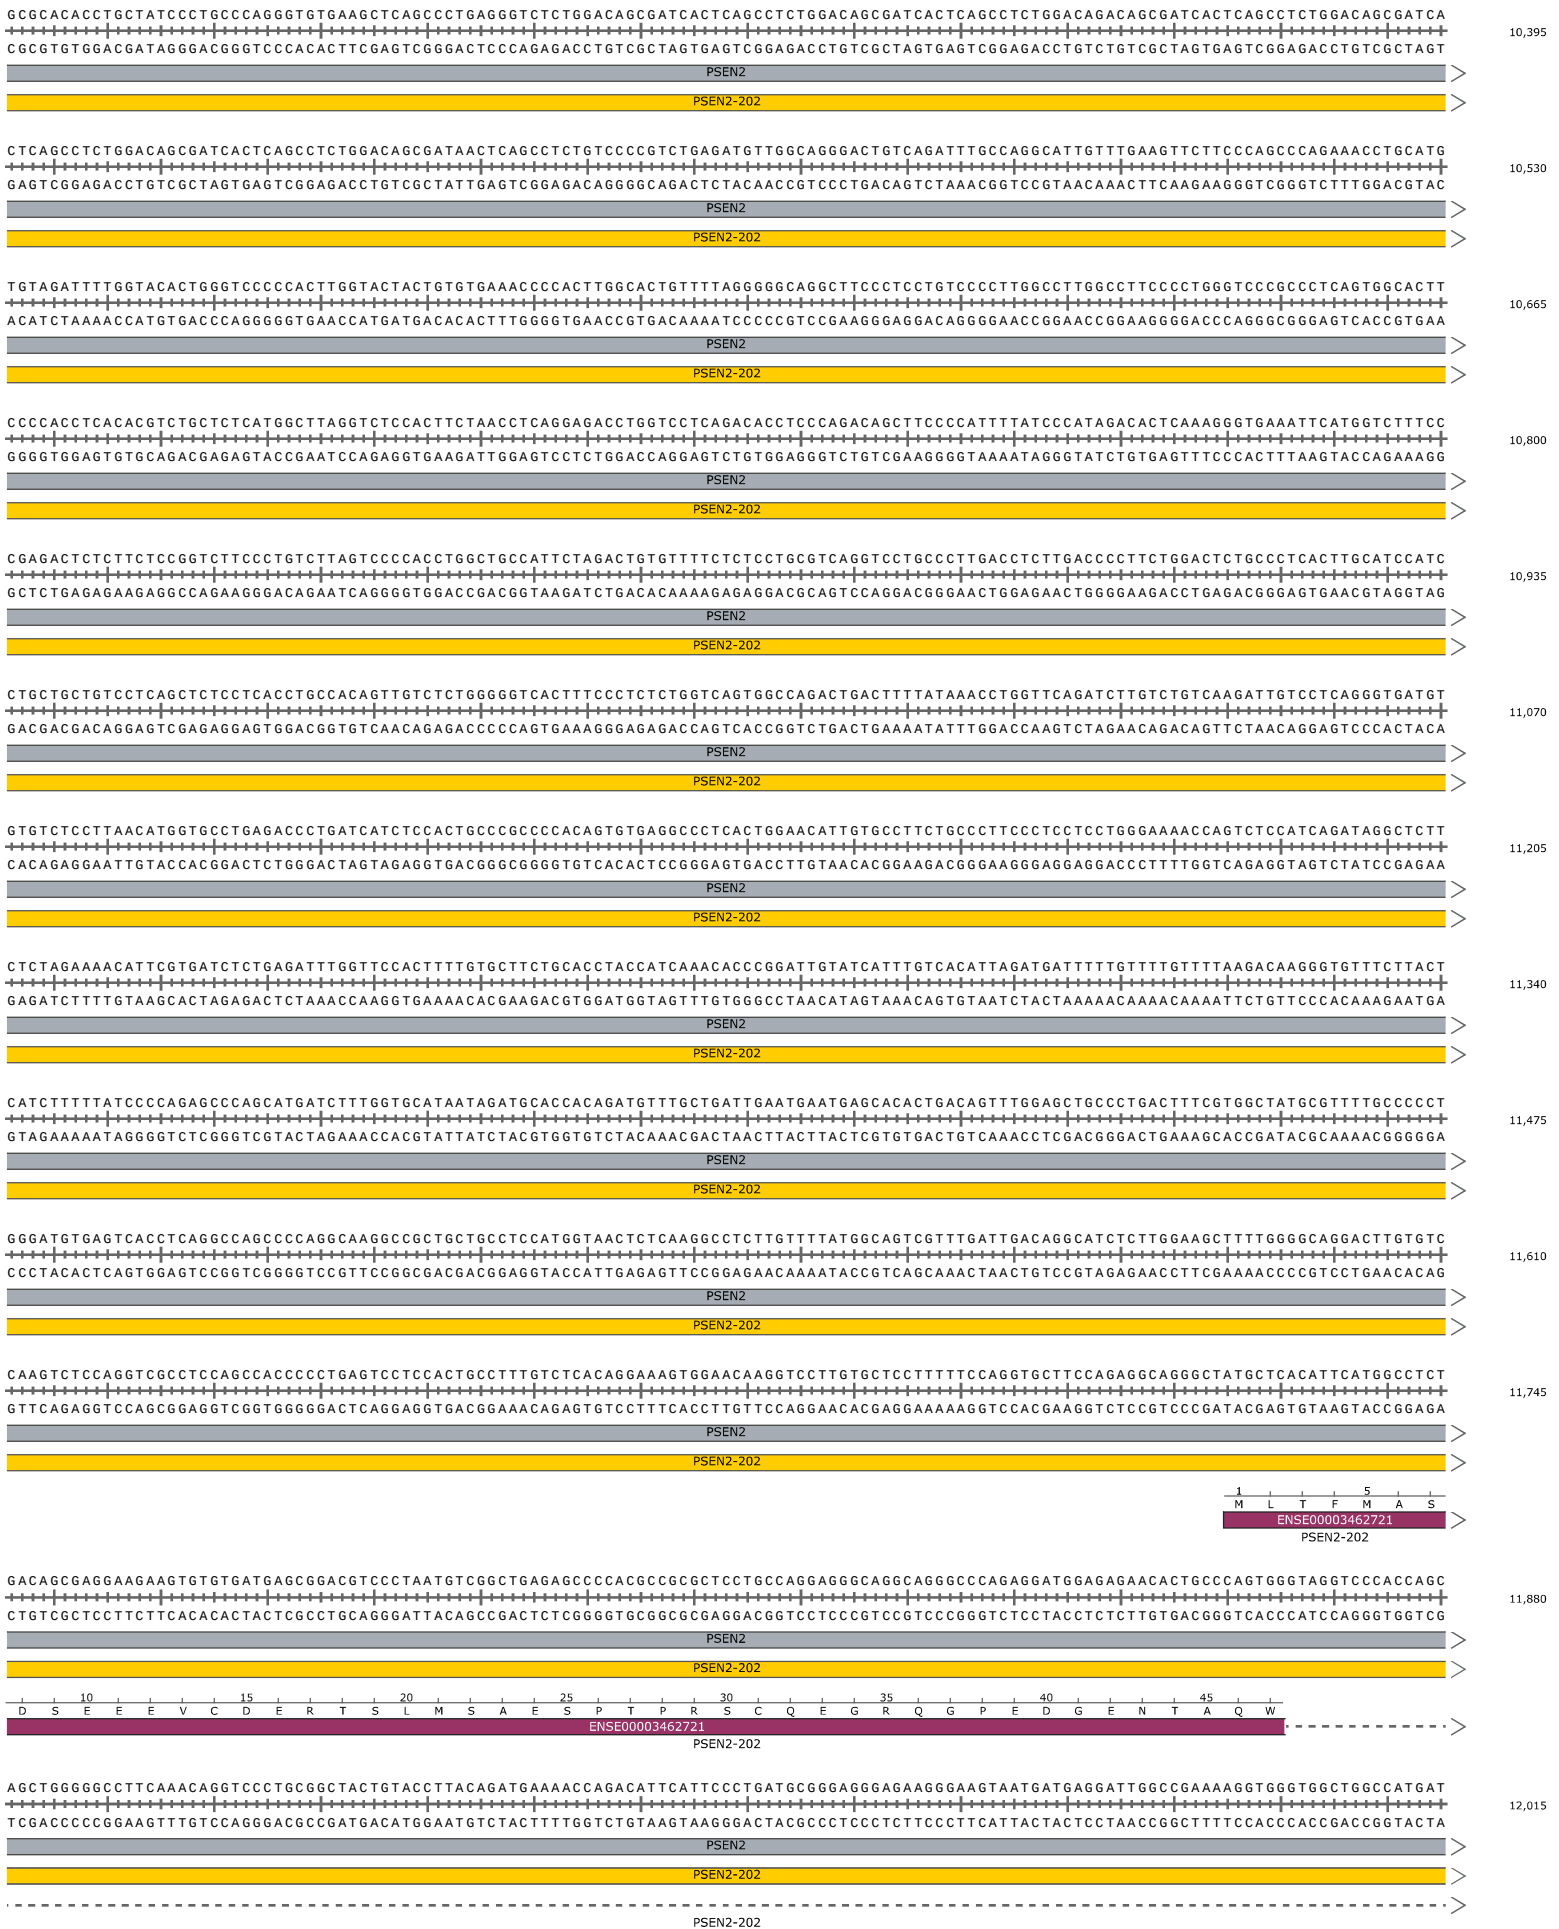 GCGCACACCTGCTATCCCTGCCCAGGGTGTGAAGCTCAGCCCTGAGGGTCTCTGGACAGCGATCACTCAGCCTCTGGACAGCGATCACTCAGCCTCTGGACAGACAGCGATCACTCAGCCTCTGGACAGCGATCA
10,395
CGCGTGTGGACGATAGGGACGGGTCCCACACTTCGAGTCGGGACTCCCAGAGACCTGTCGCTAGTGAGTCGGAGACCTGTCGCTAGTGAGTCGGAGACCTGTCTGTCGCTAGTGAGTCGGAGACCTGTCGCTAGT
PSEN2
PSEN2-202
CTCAGCCTCTGGACAGCGATCACTCAGCCTCTGGACAGCGATAACTCAGCCTCTGTCCCCGTCTGAGATGTTGGCAGGGACTGTCAGATTTGCCAGGCATTGTTTGAAGTTCTTCCCAGCCCAGAAACCTGCATG
10,530
GAGTCGGAGACCTGTCGCTAGTGAGTCGGAGACCTGTCGCTATTGAGTCGGAGACAGGGGCAGACTCTACAACCGTCCCTGACAGTCTAAACGGTCCGTAACAAACTTCAAGAAGGGTCGGGTCTTTGGACGTAC
PSEN2
PSEN2-202
TGTAGATTTTGGTACACTGGGTCCCCCACTTGGTACTACTGTGTGAAACCCCACTTGGCACTGTTTTAGGGGGCAGGCTTCCCTCCTGTCCCCTTGGCCTTGGCCTTCCCCTGGGTCCCGCCCTCAGTGGCACTT
10,665
ACATCTAAAACCATGTGACCCAGGGGGTGAACCATGATGACACACTTTGGGGTGAACCGTGACAAAATCCCCCGTCCGAAGGGAGGACAGGGGAACCGGAACCGGAAGGGGACCCAGGGCGGGAGTCACCGTGAA
PSEN2
PSEN2-202
CCCCACCTCACACGTCTGCTCTCATGGCTTAGGTCTCCACTTCTAACCTCAGGAGACCTGGTCCTCAGACACCTCCCAGACAGCTTCCCCATTTTATCCCATAGACACTCAAAGGGTGAAATTCATGGTCTTTCC
10,800
GGGGTGGAGTGTGCAGACGAGAGTACCGAATCCAGAGGTGAAGATTGGAGTCCTCTGGACCAGGAGTCTGTGGAGGGTCTGTCGAAGGGGTAAAATAGGGTATCTGTGAGTTTCCCACTTTAAGTACCAGAAAGG
PSEN2
PSEN2-202
CGAGACTCTCTTCTCCGGTCTTCCCTGTCTTAGTCCCCACCTGGCTGCCATTCTAGACTGTGTTTTCTCTCCTGCGTCAGGTCCTGCCCTTGACCTCTTGACCCCTTCTGGACTCTGCCCTCACTTGCATCCATC
10,935
GCTCTGAGAGAAGAGGCCAGAAGGGACAGAATCAGGGGTGGACCGACGGTAAGATCTGACACAAAAGAGAGGACGCAGTCCAGGACGGGAACTGGAGAACTGGGGAAGACCTGAGACGGGAGTGAACGTAGGTAG
PSEN2
PSEN2-202
CTGCTGCTGTCCTCAGCTCTCCTCACCTGCCACAGTTGTCTCTGGGGGTCACTTTCCCTCTCTGGTCAGTGGCCAGACTGACTTTTATAAACCTGGTTCAGATCTTGTCTGTCAAGATTGTCCTCAGGGTGATGT
11,070
GACGACGACAGGAGTCGAGAGGAGTGGACGGTGTCAACAGAGACCCCCAGTGAAAGGGAGAGACCAGTCACCGGTCTGACTGAAAATATTTGGACCAAGTCTAGAACAGACAGTTCTAACAGGAGTCCCACTACA
PSEN2
PSEN2-202
GTGTCTCCTTAACATGGTGCCTGAGACCCTGATCATCTCCACTGCCCGCCCCACAGTGTGAGGCCCTCACTGGAACATTGTGCCTTCTGCCCTTCCCTCCTCCTGGGAAAACCAGTCTCCATCAGATAGGCTCTT
11,205
CACAGAGGAATTGTACCACGGACTCTGGGACTAGTAGAGGTGACGGGCGGGGTGTCACACTCCGGGAGTGACCTTGTAACACGGAAGACGGGAAGGGAGGAGGACCCTTTTGGTCAGAGGTAGTCTATCCGAGAA
PSEN2
PSEN2-202
CTCTAGAAAACATTCGTGATCTCTGAGATTTGGTTCCACTTTTGTGCTTCTGCACCTACCATCAAACACCCGGATTGTATCATTTGTCACATTAGATGATTTTTGTTTTGTTTTAAGACAAGGGTGTTTCTTACT
11,340
GAGATCTTTTGTAAGCACTAGAGACTCTAAACCAAGGTGAAAACACGAAGACGTGGATGGTAGTTTGTGGGCCTAACATAGTAAACAGTGTAATCTACTAAAAACAAAACAAAATTCTGTTCCCACAAAGAATGA
PSEN2
PSEN2-202
CATCTTTTTATCCCCAGAGCCCAGCATGATCTTTGGTGCATAATAGATGCACCACAGATGTTTGCTGATTGAATGAATGAGCACACTGACAGTTTGGAGCTGCCCTGACTTTCGTGGCTATGCGTTTTGCCCCCT
11,475
GTAGAAAAATAGGGGTCTCGGGTCGTACTAGAAACCACGTATTATCTACGTGGTGTCTACAAACGACTAACTTACTTACTCGTGTGACTGTCAAACCTCGACGGGACTGAAAGCACCGATACGCAAAACGGGGGA
PSEN2
PSEN2-202
GGGATGTGAGTCACCTCAGGCCAGCCCCAGGCAAGGCCGCTGCTGCCTCCATGGTAACTCTCAAGGCCTCTTGTTTTATGGCAGTCGTTTGATTGACAGGCATCTCTTGGAAGCTTTTGGGGCAGGACTTGTGTC
11,610
CCCTACACTCAGTGGAGTCCGGTCGGGGTCCGTTCCGGCGACGACGGAGGTACCATTGAGAGTTCCGGAGAACAAAATACCGTCAGCAAACTAACTGTCCGTAGAGAACCTTCGAAAACCCCGTCCTGAACACAG
PSEN2
PSEN2-202
CAAGTCTCCAGGTCGCCTCCAGCCACCCCCTGAGTCCTCCACTGCCTTTGTCTCACAGGAAAGTGGAACAAGGTCCTTGTGCTCCTTTTTCCAGGTGCTTCCAGAGGCAGGGCTATGCTCACATTCATGGCCTCT
11,745
GTTCAGAGGTCCAGCGGAGGTCGGTGGGGGACTCAGGAGGTGACGGAAACAGAGTGTCCTTTCACCTTGTTCCAGGAACACGAGGAAAAAGGTCCACGAAGGTCTCCGTCCCGATACGAGTGTAAGTACCGGAGA
PSEN2
PSEN2-202
1 5
M L T F M A S
ENSE00003462721
PSEN2-202
GACAGCGAGGAAGAAGTGTGTGATGAGCGGACGTCCCTAATGTCGGCTGAGAGCCCCACGCCGCGCTCCTGCCAGGAGGGCAGGCAGGGCCCAGAGGATGGAGAGAACACTGCCCAGTGGGTAGGTCCCACCAGC
11,880
CTGTCGCTCCTTCTTCACACACTACTCGCCTGCAGGGATTACAGCCGACTCTCGGGGTGCGGCGCGAGGACGGTCCTCCCGTCCGTCCCGGGTCTCCTACCTCTCTTGTGACGGGTCACCCATCCAGGGTGGTCG
PSEN2
PSEN2-202
10 15 20 25 30 35 40 45
D S E E E V C D E R T S L M S A E S P T P R S C Q E G R Q G P E D G E N T A Q W
ENSE00003462721
PSEN2-202
AGCTGGGGGCCTTCAAACAGGTCCCTGCGGCTACTGTACCTTACAGATGAAAACCAGACATTCATTCCCTGATGCGGGAGGGAGAAGGGAAGTAATGATGAGGATTGGCCGAAAAGGTGGGTGGCTGGCCATGAT
12,015
TCGACCCCCGGAAGTTTGTCCAGGGACGCCGATGACATGGAATGTCTACTTTTGGTCTGTAAGTAAGGGACTACGCCCTCCCTCTTCCCTTCATTACTACTCCTAACCGGCTTTTCCACCCACCGACCGGTACTA
PSEN2
PSEN2-202
PSEN2-202